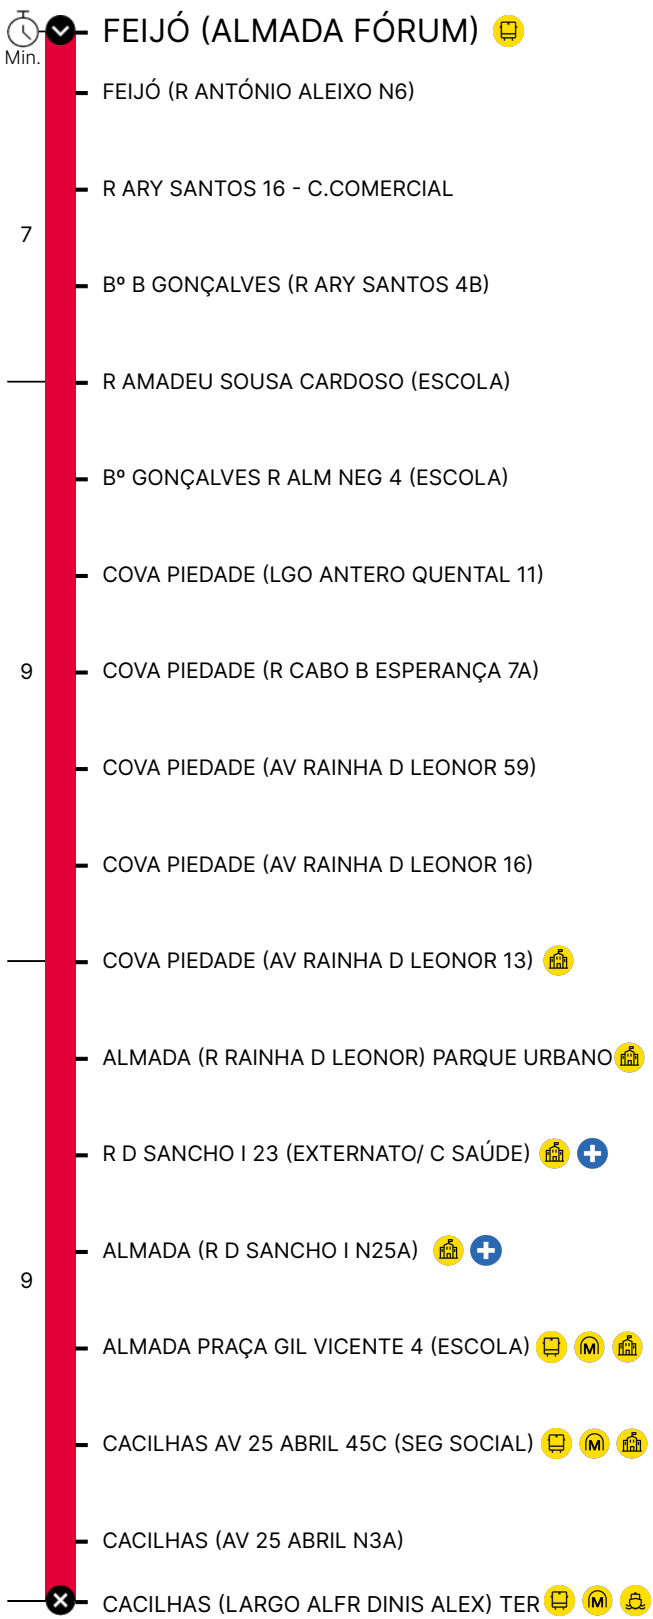 FEIJÓ (ALMADA FÓRUM)
Min.
FEIJÓ (R ANTÓNIO ALEIXO N6)
R ARY SANTOS 16 - C.COMERCIAL
7
Bº B GONÇALVES (R ARY SANTOS 4B)
R AMADEU SOUSA CARDOSO (ESCOLA)
Bº GONÇALVES R ALM NEG 4 (ESCOLA)
COVA PIEDADE (LGO ANTERO QUENTAL 11)
9
COVA PIEDADE (R CABO B ESPERANÇA 7A)
COVA PIEDADE (AV RAINHA D LEONOR 59)
COVA PIEDADE (AV RAINHA D LEONOR 16)
COVA PIEDADE (AV RAINHA D LEONOR 13)
ALMADA (R RAINHA D LEONOR) PARQUE URBANO
R D SANCHO I 23 (EXTERNATO/ C SAÚDE)
ALMADA (R D SANCHO I N25A)
9
ALMADA PRAÇA GIL VICENTE 4 (ESCOLA) M
CACILHAS AV 25 ABRIL 45C (SEG SOCIAL) M
CACILHAS (AV 25 ABRIL N3A)
CACILHAS (LARGO ALFR DINIS ALEX) TER M